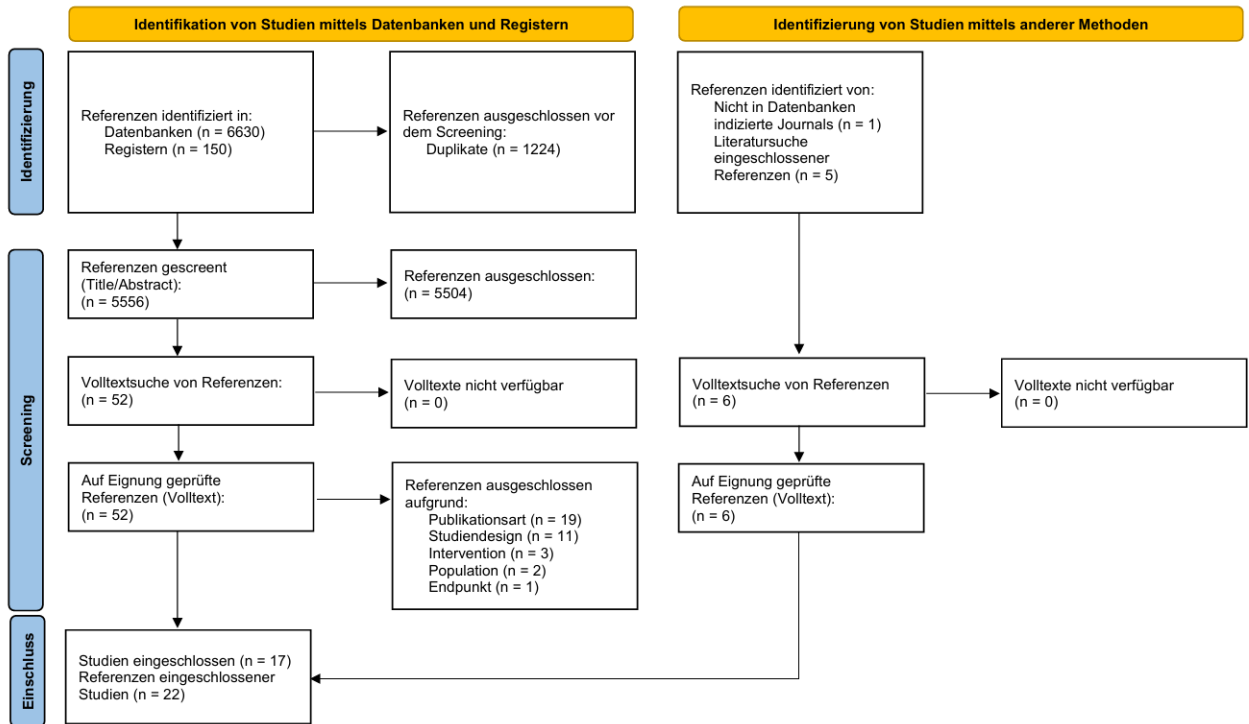 Identifikation von Studien mittels Datenbanken und Registern
Identifizierung von Studien mittels anderer Methoden
Identifizierung
Referenzen identifiziert in:
Datenbanken (n = 6630)
Registern (n = 150)
Referenzen ausgeschlossen vor
dem Screening:
Duplikate (n = 1224)
Referenzen identifiziert von:
Nicht in Datenbanken
indizierte Journals (n = 1)
Literatursuche
eingeschlossener
Referenzen (n = 5)
Screening
Referenzen gescreent
(Title/Abstract):
(n = 5556)
Referenzen ausgeschlossen:
(n = 5504)
Volltextsuche von Referenzen:
(n = 52)
Volltexte nicht verfügbar
(n = 0)
Volltextsuche von Referenzen
(n = 6)
Volltexte nicht verfügbar
(n = 0)
Auf Eignung geprüfte
Referenzen (Volltext):
(n = 52)
Referenzen ausgeschlossen
aufgrund:
Publikationsart (n = 19)
Studiendesign (n = 11)
Intervention (n = 3)
Population (n = 2)
Endpunkt (n = 1)
Auf Eignung geprüfte
Referenzen (Volltext):
(n = 6)
Einschluss
Studien eingeschlossen (n = 17)
Referenzen eingeschlossener
Studien (n = 22)